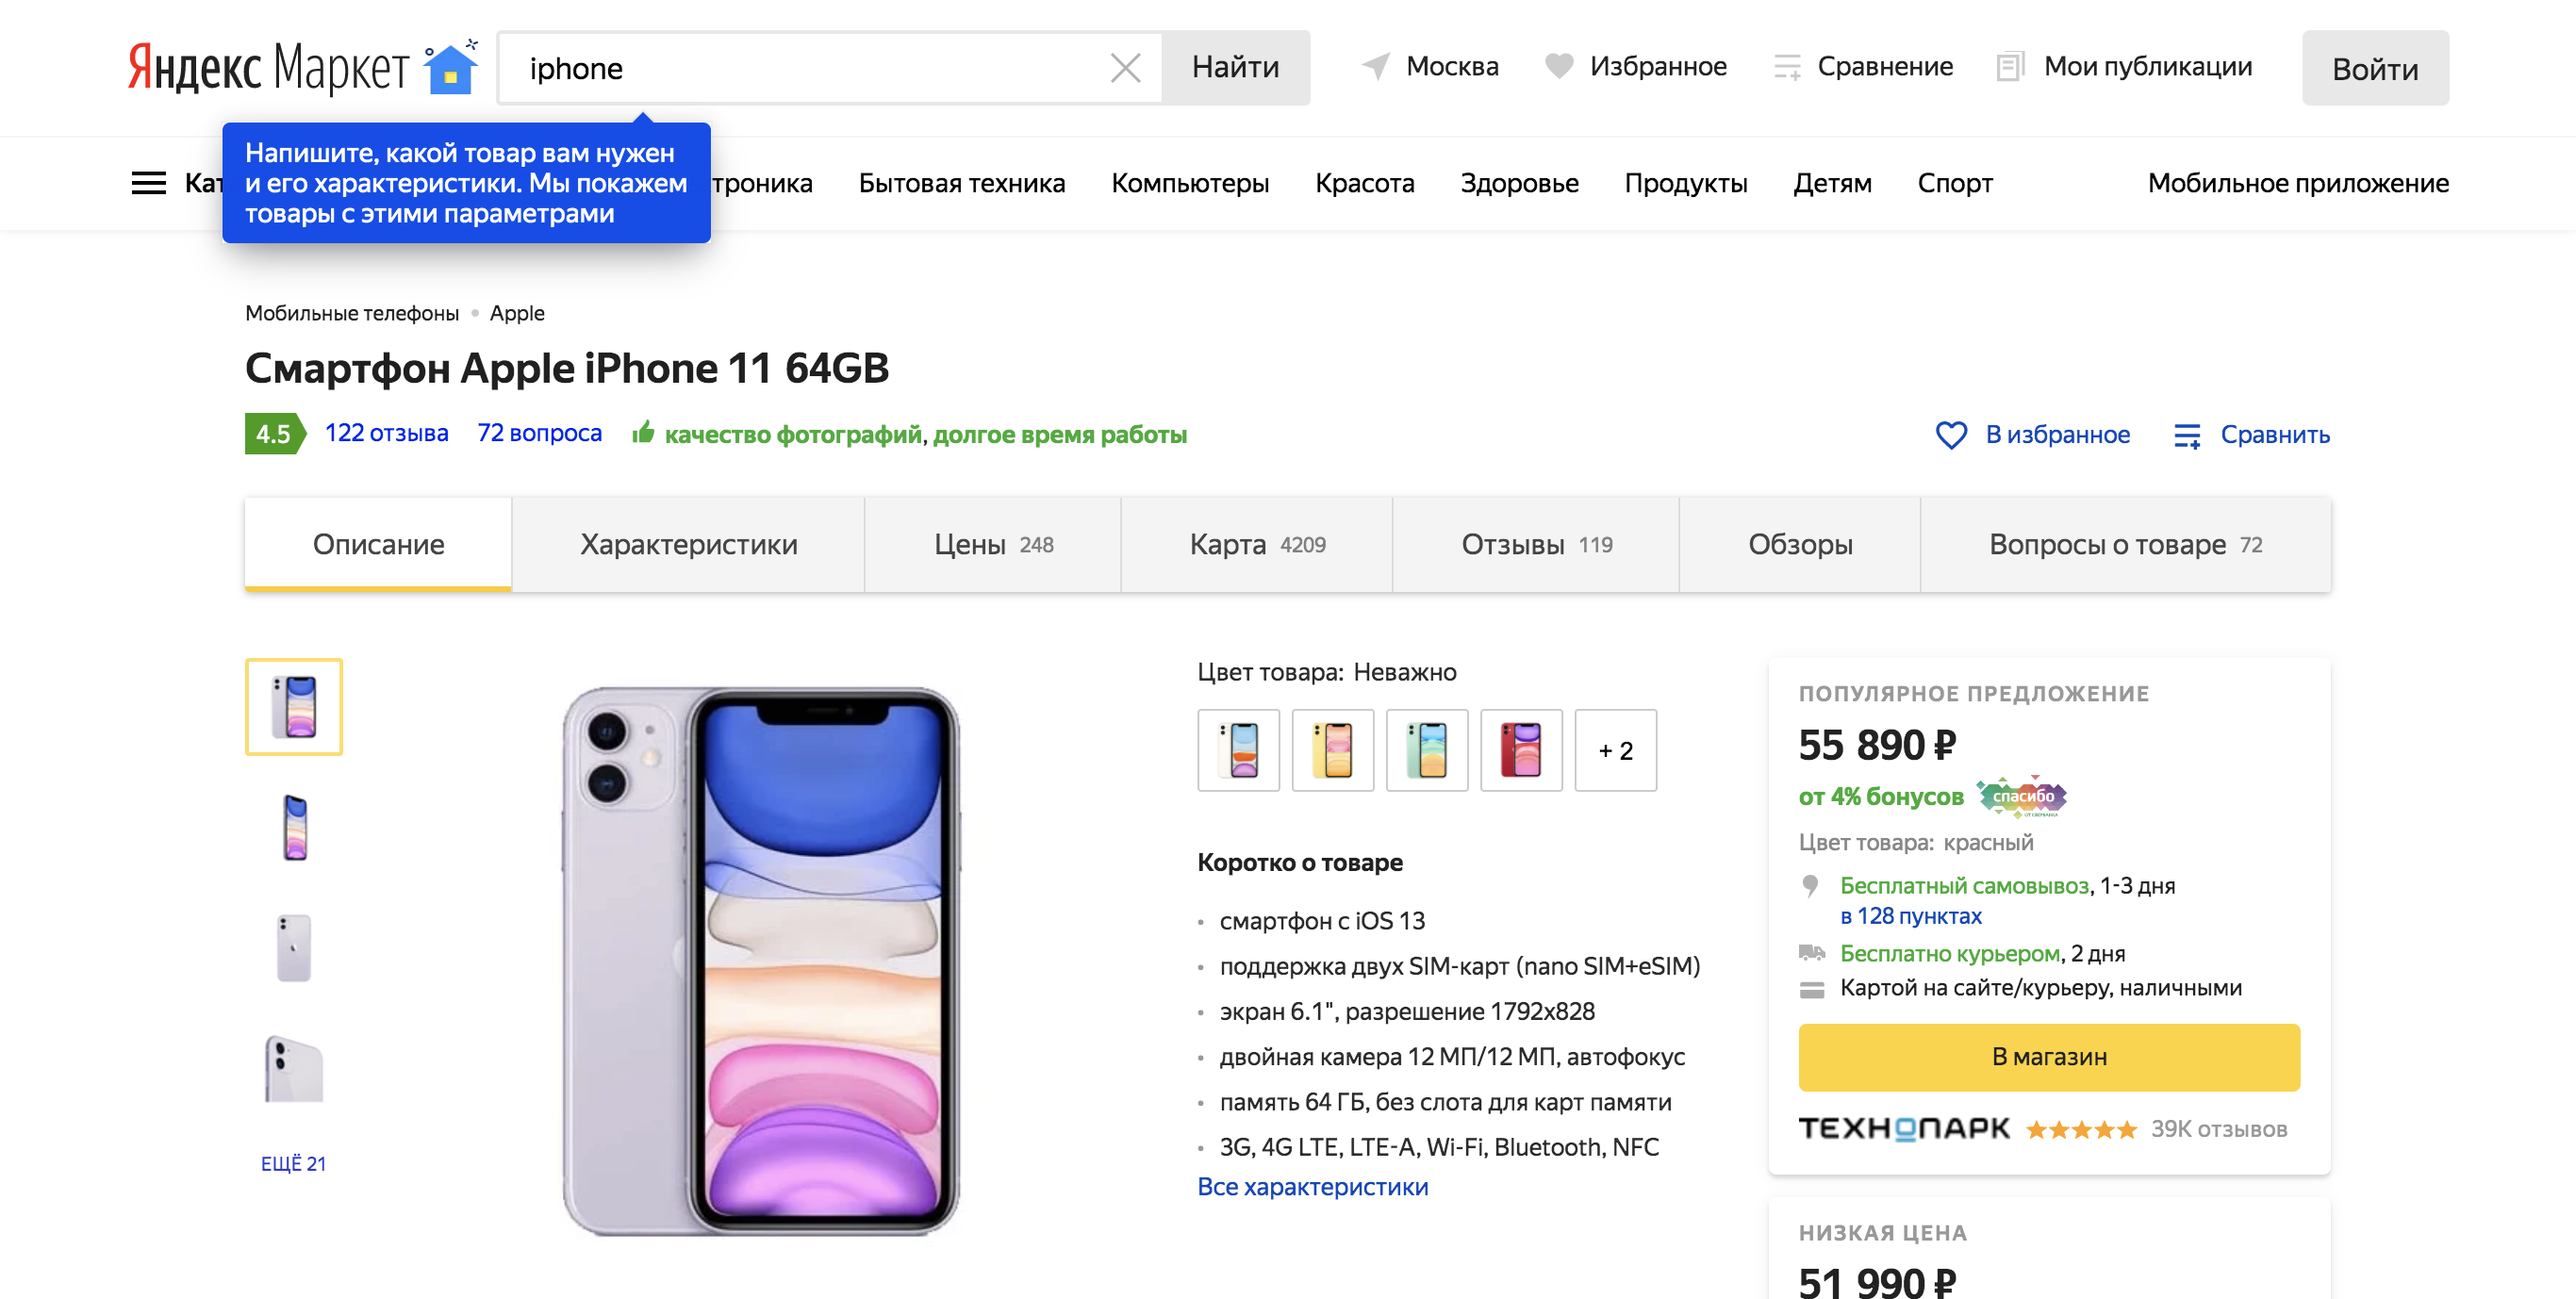 Яндекс Маркет
iphone
Найти
Москва
Избранное
Сравнение
Мои публикации
Войти
Напишите, какой товар вам нужен
и его характеристики. Мы покажем
товары с этими параметрами
Кат
троника
Бытовая техника
Компьютеры
Красота
Здоровье
Продукты
Детям
Спорт
Мобильное приложение
Мобильные телефоны • Apple
Смартфон Apple iPhone 11 64GB
4.5
122 отзыва
72 вопроса
качество фотографий, долгое время работы
В избранное
Сравнить
Описание
Характеристики
Цены 248
Карта 4209
Отзывы 119
Обзоры
Вопросы о товаре 72
ЕЩЁ 21
Цвет товара: Неважно
+ 2
Коротко о товаре
• смартфон с iOS 13
• поддержка двух SIM-карт (nano SIM+eSIM)
• экран 6.1", разрешение 1792x828
• двойная камера 12 МП/12 МП, автофокус
• память 64 ГБ, без слота для карт памяти
• 3G, 4G LTE, LTE-A, Wi-Fi, Bluetooth, NFC
Все характеристики
ПОПУЛЯРНОЕ ПРЕДЛОЖЕНИЕ
55 890 ₽
от 4% бонусов
спасибо
ОТ СБЕРБАНКА
Цвет товара: красный
Бесплатный самовывоз, 1-3 дня
в 128 пунктах
Бесплатно курьером, 2 дня
Картой на сайте/курьеру, наличными
В магазин
ТЕХНОПАРК
39K отзывов
НИЗКАЯ ЦЕНА
51 990 ₽